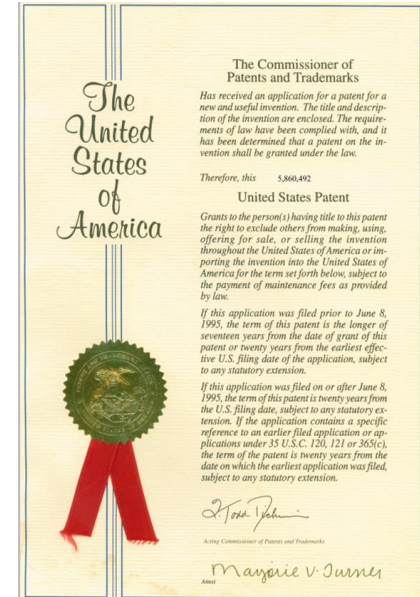 The
United
States
of
America
The Commissioner of
Patents and Trademarks
Has received an application for a patent for a
new and useful invention. The title and descrip-
tion of the invention are enclosed. The require-
ments of law have been complied with, and it
has been determined that a patent on the in-
vention shall be granted under the law.
Therefore, this 5,860,492
United States Patent
Grants to the person(s) having title to this patent
the right to exclude others from making, using,
offering for sale, or selling the invention
throughout the United States of America or im-
porting the invention into the United States of
America for the term set forth below, subject to
the payment of maintenance fees as provided
by law.
If this application was filed prior to June 8,
1995, the term of this patent is the longer of
seventeen years from the date of grant of this
patent or twenty years from the earliest effec-
tive U.S. filing date of the application, subject
to any statutory extension.
If this application was filed on or after June 8,
1995, the term of this patent is twenty years from
the U.S. filing date, subject to any statutory ex-
tension. If the application contains a specific
reference to an earlier filed application or ap-
plications under 35 U.S.C. 120, 121 or 365(c),
the term of the patent is twenty years from the
date on which the earliest application was filed,
subject to any statutory extension.
Acting Commissioner of Patents and Trademarks
Marjorie V. Turner
Attest